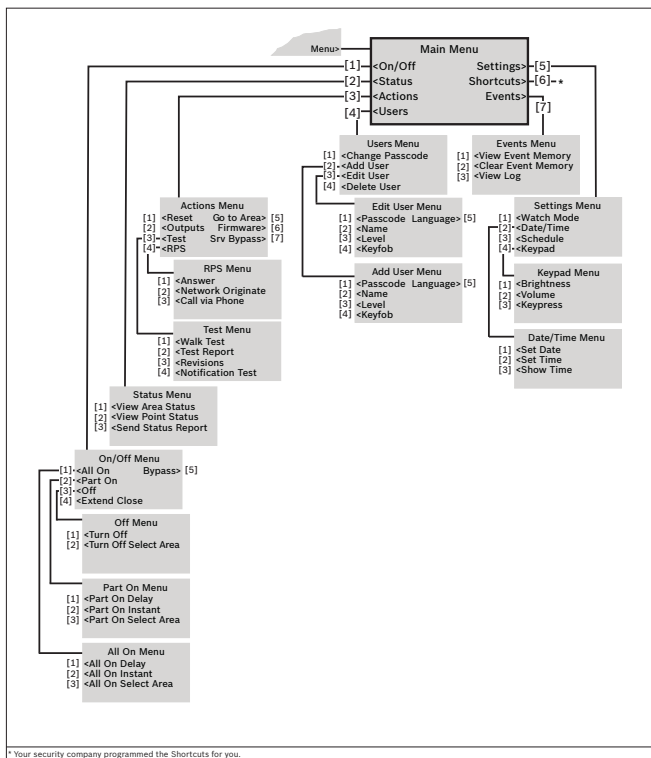 Menu>
Main Menu
[1] <On/Off Settings> [5]
[2] <Status Shortcuts> [6] *
[3] <Actions Events> [7]
[4] <Users
Users Menu
[1] <Change Passcode
[2] <Add User
[3] <Edit User
[4] <Delete User
Events Menu
[1] <View Event Memory
[2] <Clear Event Memory
[3] <View Log
Actions Menu
[1] <Reset Go to Area> [5]
[2] <Outputs Firmware> [6]
[3] <Test Srv Bypass> [7]
[4] <RPS
Edit User Menu
[1] <Passcode Language> [5]
[2] <Name
[3] <Level
[4] <Keyfob
Settings Menu
[1] <Watch Mode
[2] <Date/Time
[3] <Schedule
[4] <Keypad
RPS Menu
[1] <Answer
[2] <Network Originate
[3] <Call via Phone
Add User Menu
[1] <Passcode Language> [5]
[2] <Name
[3] <Level
[4] <Keyfob
Keypad Menu
[1] <Brightness
[2] <Volume
[3] <Keypress
Test Menu
[1] <Walk Test
[2] <Test Report
[3] <Revisions
[4] <Notification Test
Date/Time Menu
[1] <Set Date
[2] <Set Time
[3] <Show Time
Status Menu
[1] <View Area Status
[2] <View Point Status
[3] <Send Status Report
On/Off Menu
[1] <All On Bypass> [5]
[2] <Part On
[3] <Off
[4] <Extend Close
Off Menu
[1] <Turn Off
[2] <Turn Off Select Area
Part On Menu
[1] <Part On Delay
[2] <Part On Instant
[3] <Part On Select Area
All On Menu
[1] <All On Delay
[2] <All On Instant
[3] <All On Select Area
* Your security company programmed the Shortcuts for you.